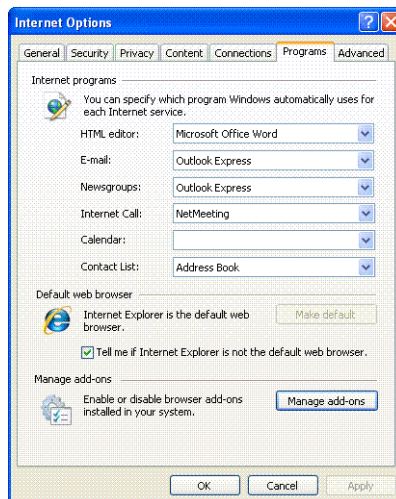 Internet Options
General Security Privacy Content Connections Programs Advanced
Internet programs
You can specify which program Windows automatically uses for
each Internet service.
HTML editor: Microsoft Office Word
E-mail: Outlook Express
Newsgroups: Outlook Express
Internet Call: NetMeeting
Calendar:
Contact List: Address Book
Default web browser
Internet Explorer is the default web
browser.
Make default
Tell me if Internet Explorer is not the default web browser.
Manage add-ons
Enable or disable browser add-ons
installed in your system.
Manage add-ons
OK Cancel Apply